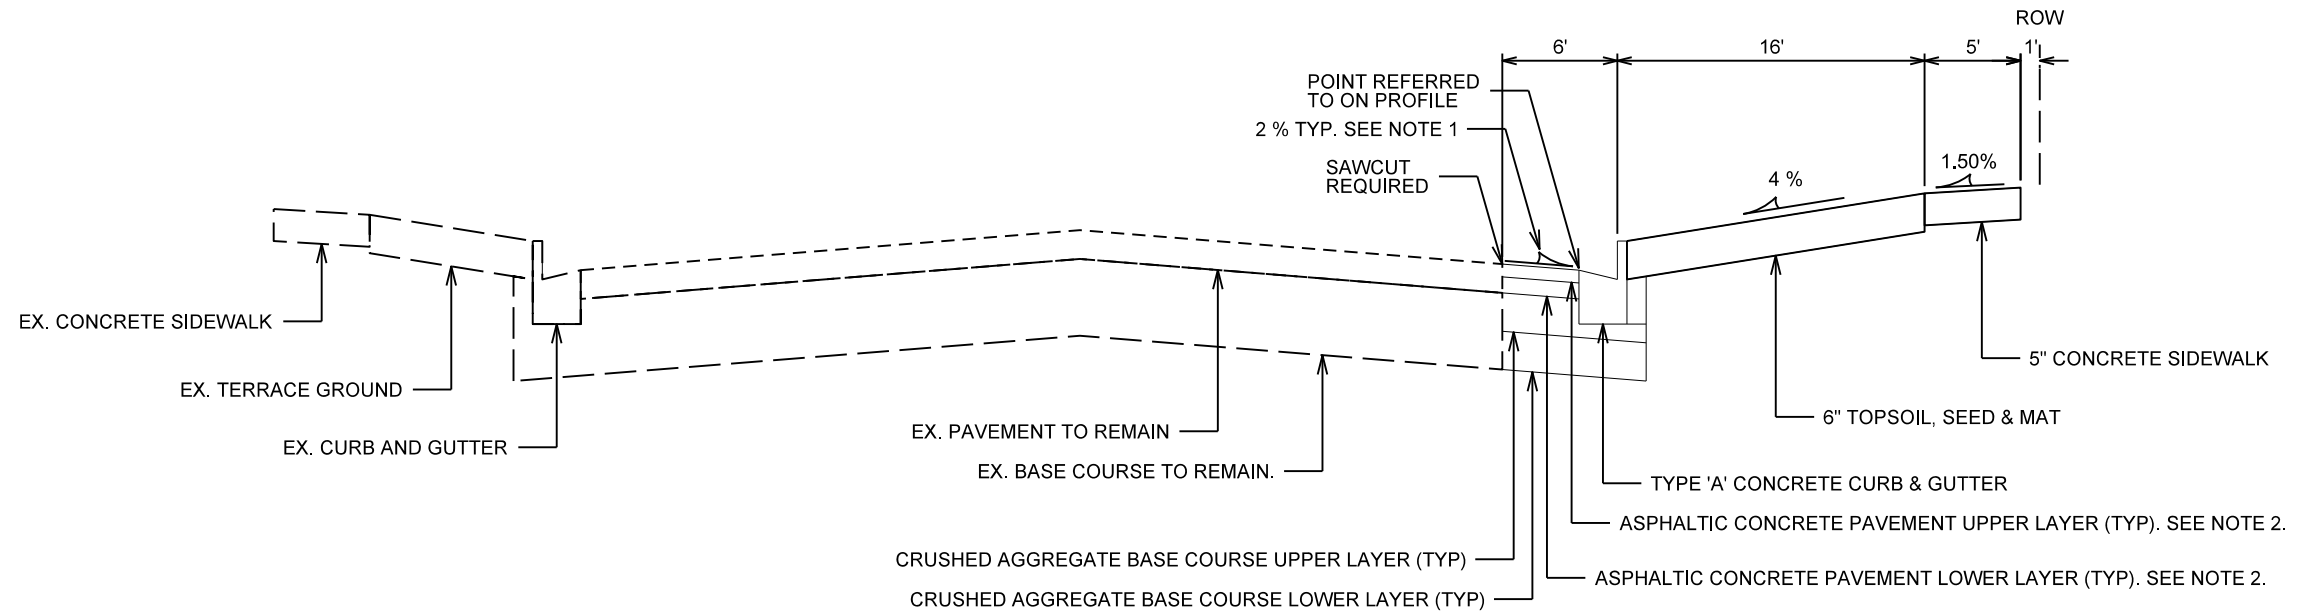 ROW
6'
16'
5'
1'
POINT REFERRED
TO ON PROFILE
2 % TYP. SEE NOTE 1
SAWCUT
REQUIRED
4 %
1.50%
EX. CONCRETE SIDEWALK
5" CONCRETE SIDEWALK
EX. TERRACE GROUND
6" TOPSOIL, SEED & MAT
EX. PAVEMENT TO REMAIN
EX. CURB AND GUTTER
EX. BASE COURSE TO REMAIN.
TYPE 'A' CONCRETE CURB & GUTTER
ASPHALTIC CONCRETE PAVEMENT UPPER LAYER (TYP). SEE NOTE 2.
CRUSHED AGGREGATE BASE COURSE UPPER LAYER (TYP)
ASPHALTIC CONCRETE PAVEMENT LOWER LAYER (TYP). SEE NOTE 2.
CRUSHED AGGREGATE BASE COURSE LOWER LAYER (TYP)